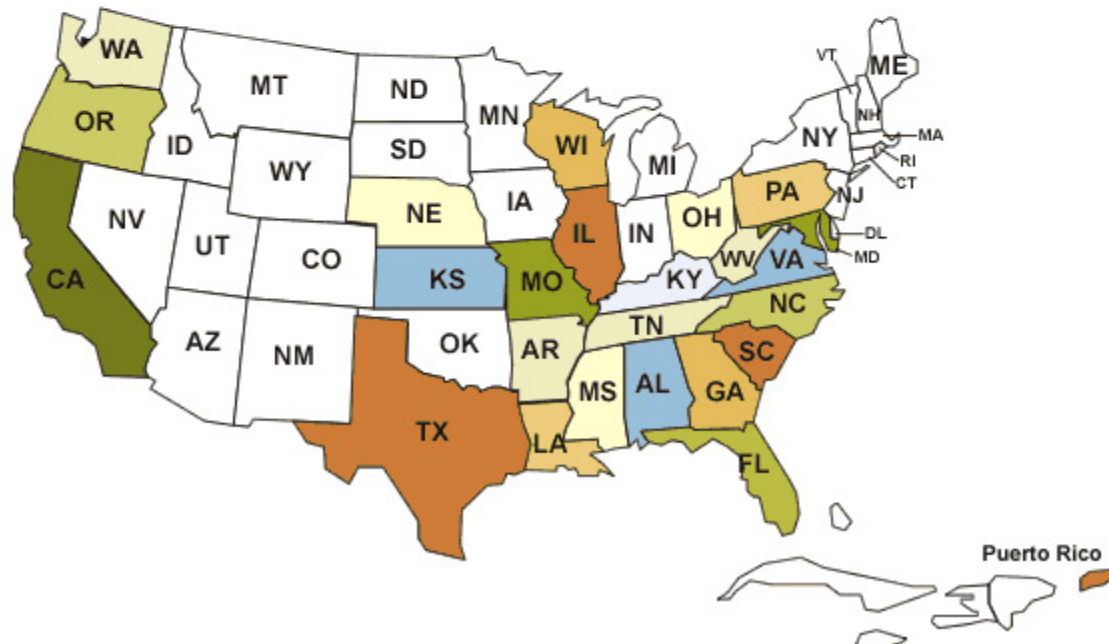 WA
MT
ND
MN
VT
ME
OR
ID
SD
WI
MI
NY
NH
MA
RI
CT
WY
NE
IA
PA
NJ
NV
UT
CO
IL
IN
OH
DL
MD
CA
KS
MO
WV
VA
KY
AZ
NM
OK
AR
TN
NC
SC
TX
LA
MS
AL
GA
FL
Puerto Rico